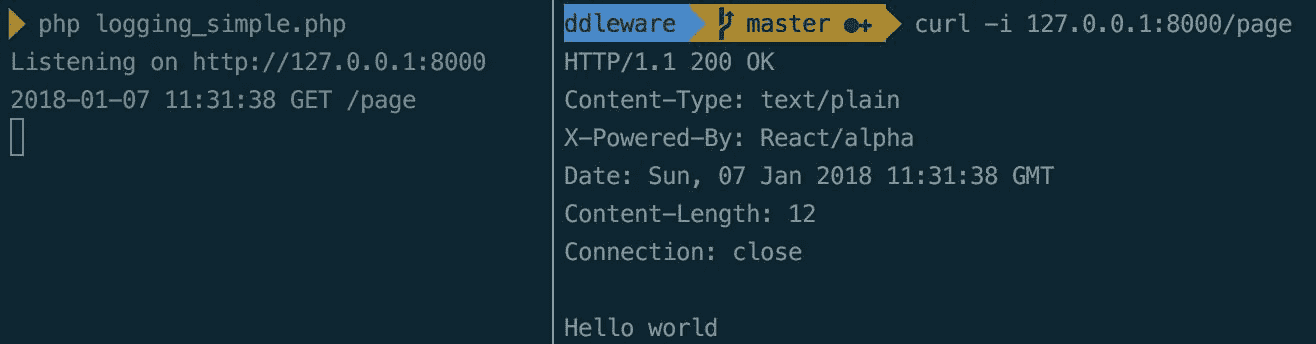 php logging_simple.php
Listening on http://127.0.0.1:8000
2018-01-07 11:31:38 GET /page
ddleware master ●+ curl -i 127.0.0.1:8000/page
HTTP/1.1 200 OK
Content-Type: text/plain
X-Powered-By: React/alpha
Date: Sun, 07 Jan 2018 11:31:38 GMT
Content-Length: 12
Connection: close
Hello world